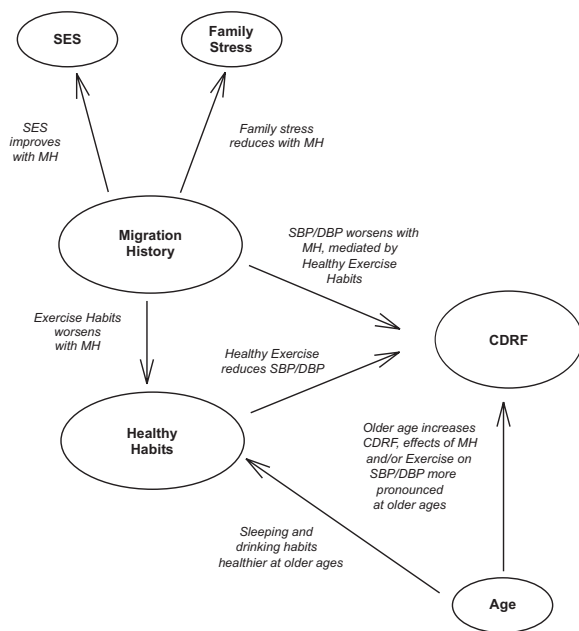 SES
Family
Stress
SES
improves
with MH
Family stress
reduces with MH
Migration
History
SBP/DBP worsens with
MH, mediated by
Healthy Exercise
Habits
Exercise Habits
worsens
with MH
Healthy Exercise
reduces SBP/DBP
CDRF
Healthy
Habits
Older age increases
CDRF, effects of MH
and/or Exercise on
SBP/DBP more
pronounced
at older ages
Sleeping and
drinking habits
healthier at older ages
Age